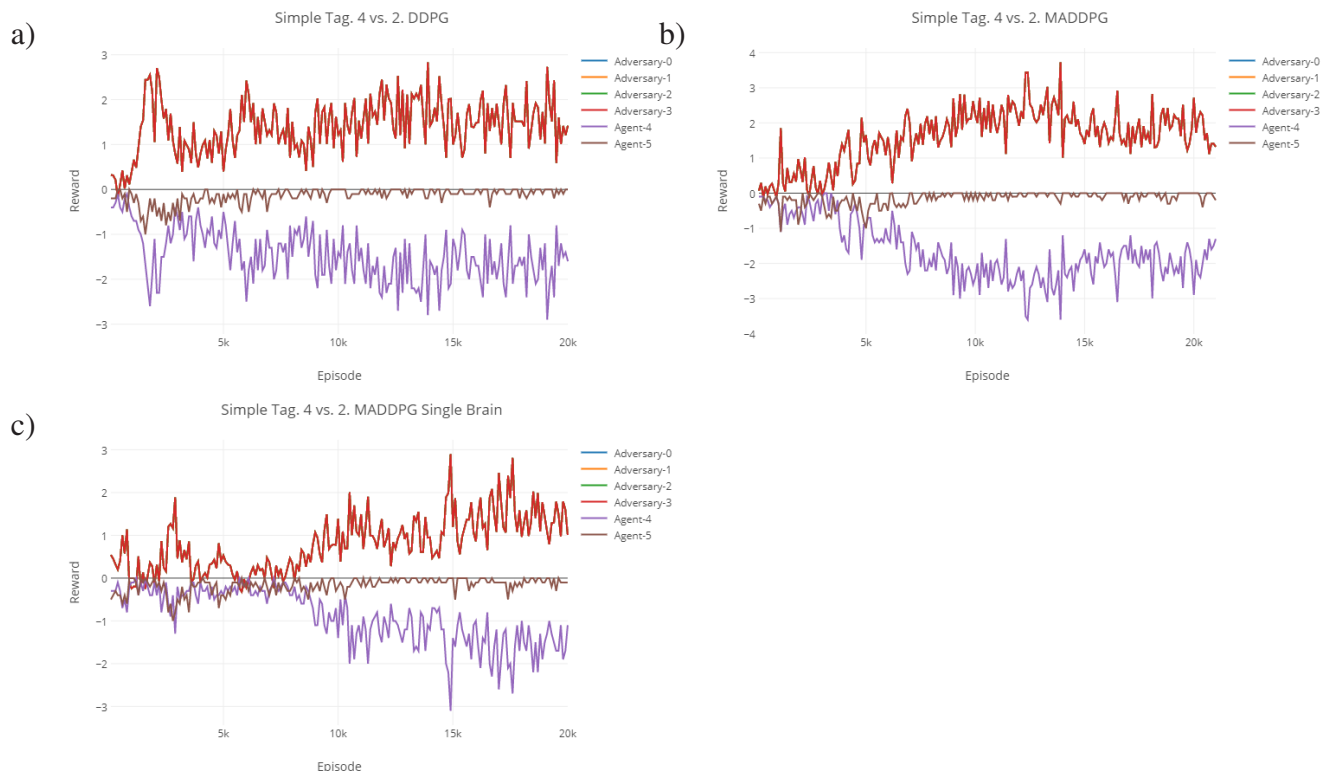 a)
Simple Tag. 4 vs. 2. DDPG
3
2
1
0
−1
−2
−3
Reward
5k
10k
15k
20k
Episode
Adversary-0
Adversary-1
Adversary-2
Adversary-3
Agent-4
Agent-5
b)
Simple Tag. 4 vs. 2. MADDPG
4
3
2
1
0
−1
−2
−3
−4
Reward
5k
10k
15k
20k
Episode
Adversary-0
Adversary-1
Adversary-2
Adversary-3
Agent-4
Agent-5
c)
Simple Tag. 4 vs. 2. MADDPG Single Brain
3
2
1
0
−1
−2
−3
Reward
5k
10k
15k
20k
Episode
Adversary-0
Adversary-1
Adversary-2
Adversary-3
Agent-4
Agent-5